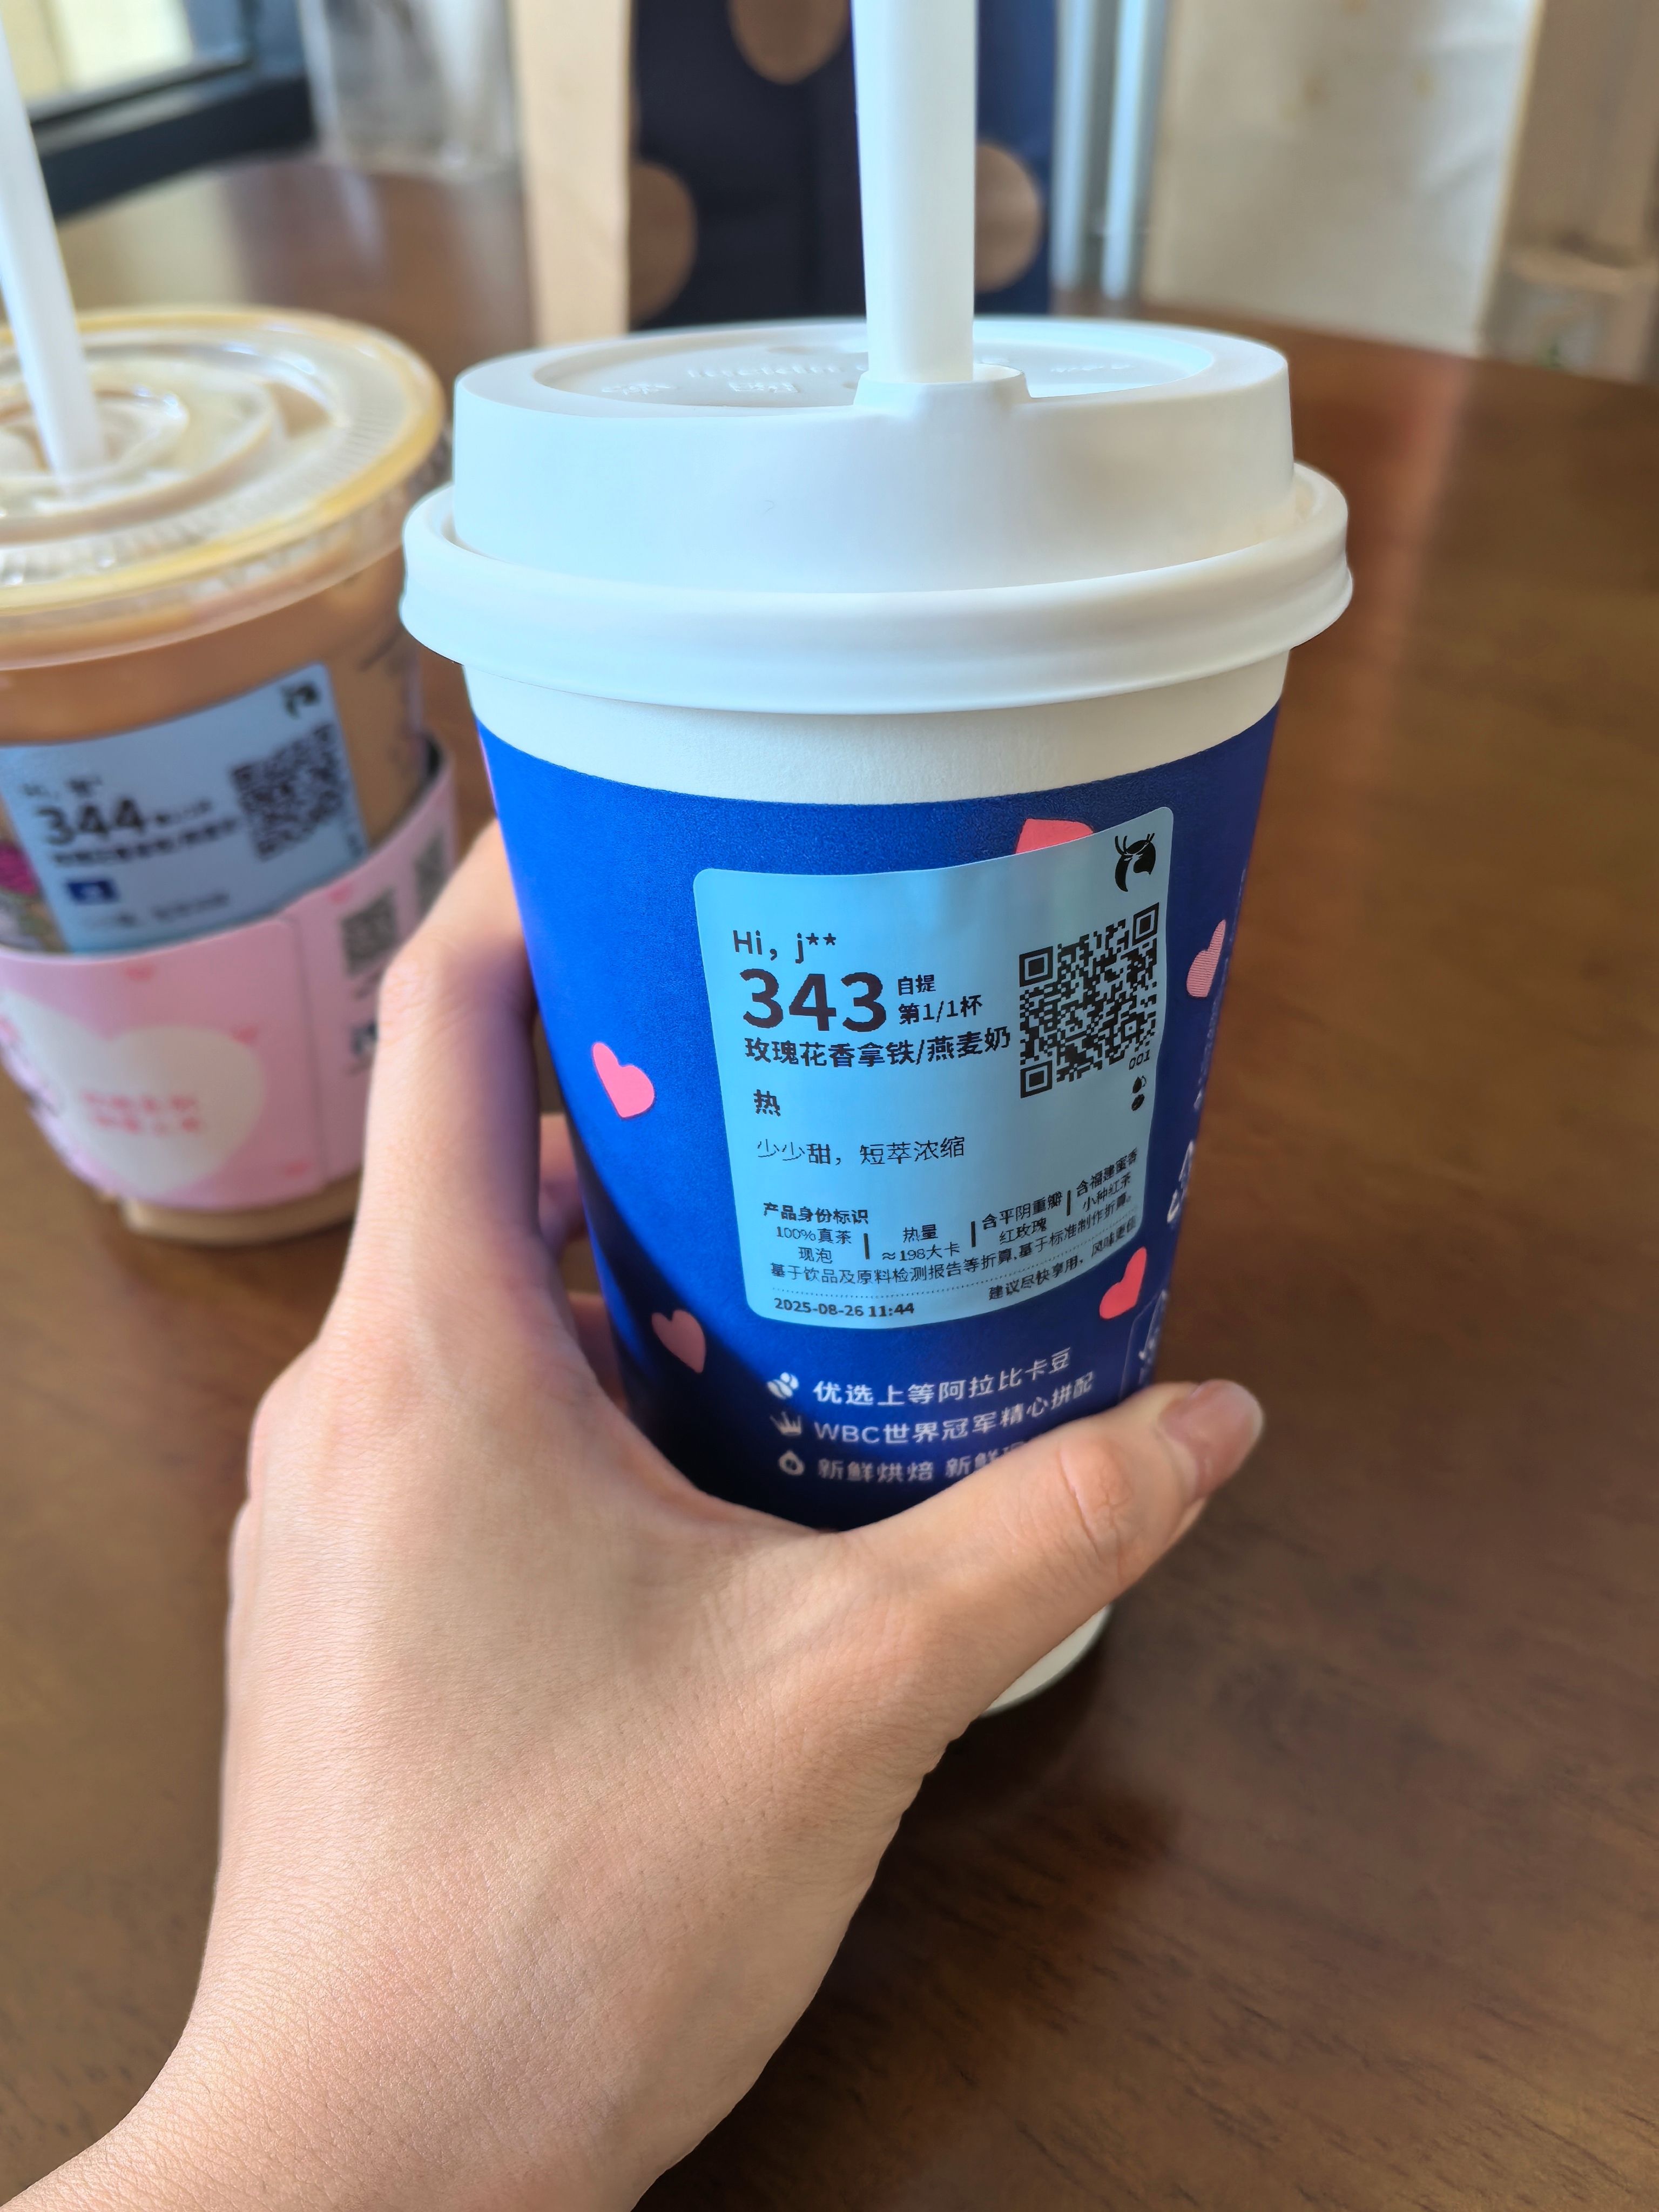 Hi, j**
343 自提
第1/1杯
玫瑰花香拿铁/燕麦奶
热
少少甜，短萃浓缩
001
产品身份标识
100%真茶
现泡
热量
≈198大卡
含平阴重瓣
红玫瑰
含福建蜜香
小种红茶
基于饮品及原料检测报告等折算,基于标准制作折算。
建议尽快享用，风味更佳
2025-08-26 11:44
优选上等阿拉比卡豆
WBC世界冠军精心拼配
新鲜烘焙 新鲜
344